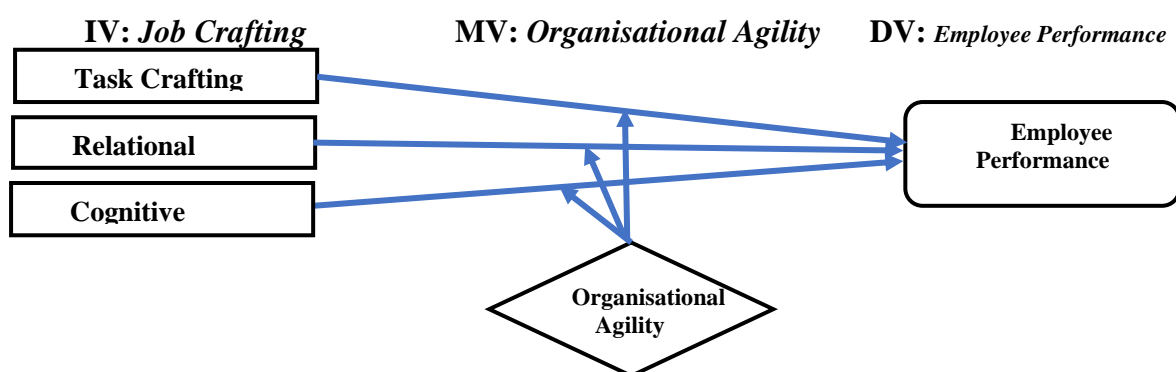 IV: Job Crafting MV: Organisational Agility DV: Employee Performance
Task Crafting
Relational
Cognitive
Employee
Performance
Organisational
Agility